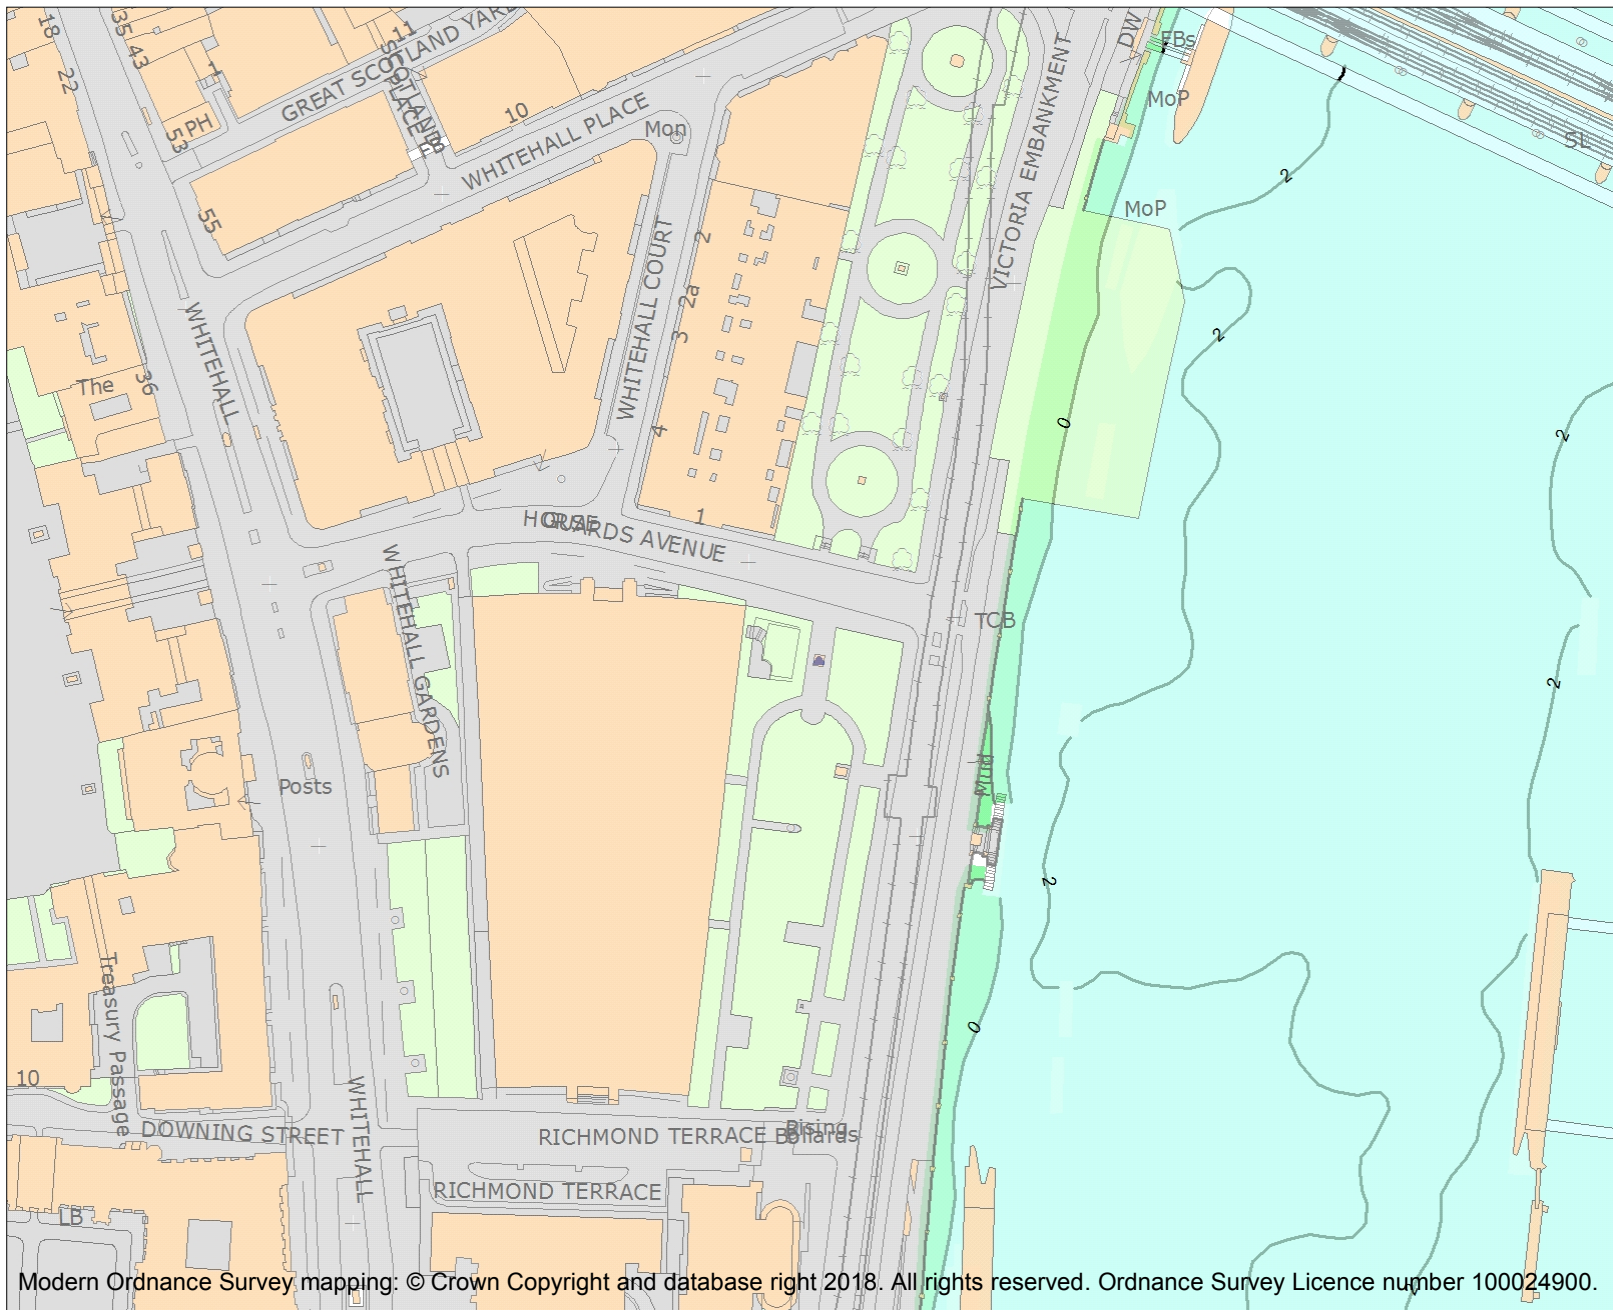 18
22
35
43
11
GREAT SCOTLAND YARD
SCOTLAND PLACE
FB
10
WHITEHALL PLACE
Mon
1
PH
53
55
DW
FBs
MoP
VICTORIA EMBANKMENT
SL
2
MoP
2
2a
3
4
WHITEHALL COURT
WHITEHALL
2
The
36
0
2
1
HORSE
GUARDS AVENUE
WHITEHALL GARDENS
TCB
2
Posts
Mud
2
Treasury Passage
10
0
WHITEHALL
DOWNING STREET
RICHMOND TERRACE
Rising
Bollards
RICHMOND TERRACE
LB
Modern Ordnance Survey mapping: © Crown Copyright and database right 2018. All rights reserved. Ordnance Survey Licence number 100024900.